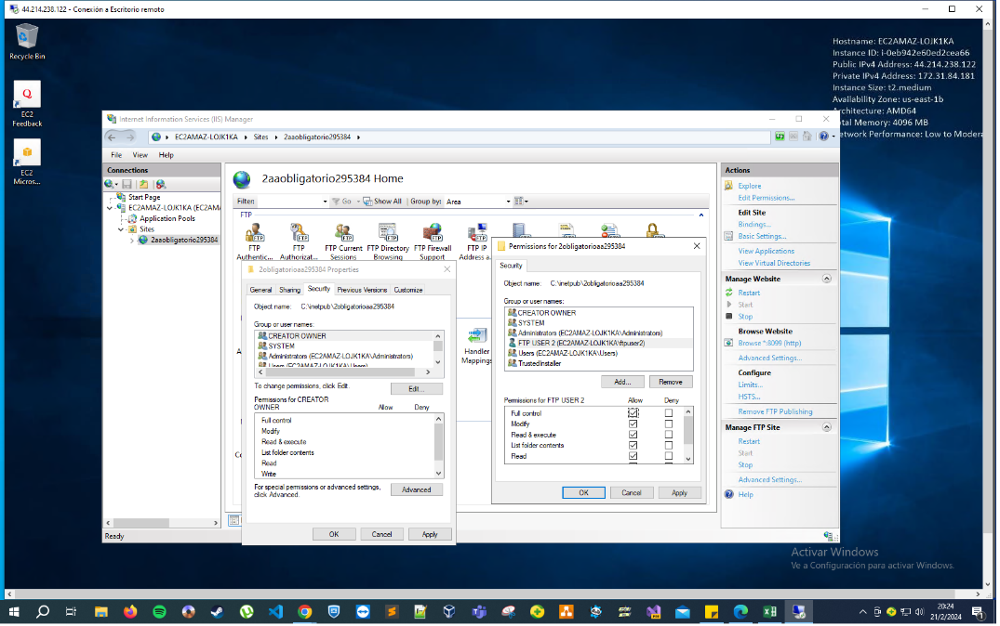 44.214.238.122 - Conexión a Escritorio remoto
Recycle Bin
EC2
Feedback
EC2
Micros...
Hostname: EC2AMAZ-LOJK1KA
Instance ID: i-0eb942e60ed2cea66
Public IPv4 Address: 44.214.238.122
Private IPv4 Address: 172.31.84.181
Instance Size: t2.medium
Availability Zone: us-east-1b
Architecture: AMD64
Total Memory: 4096 MB
Network Performance: Low to Modera
Internet Information Services (IIS) Manager
EC2AMAZ-LOJK1KA Sites 2aaobligatorio295384
File View Help
Connections
Start Page
EC2AMAZ-LOJK1KA (EC2AM
Application Pools
Sites
2aaobligatorio295384
2aaobligatorio295384 Home
Filter: Go Show All Group by: Area
FTP
FTP Authentic...
FTP Authorizat...
FTP Current Sessions
FTP Directory Browsing
FTP Firewall Support
FTP IP Address a...
Handler
Mappings
2obligatorioaa295384 Properties
General Sharing Security Previous Versions Customize
Object name: C:\inetpub\2obligatorioaa295384
Group or user names:
CREATOR OWNER
SYSTEM
Administrators (EC2AMAZ-LOJK1KA\Administrators)
Users (EC2AMAZ-LOJK1KA\Users)
To change permissions, click Edit.
Edit...
Permissions for CREATOR
OWNER Allow Deny
Full control
Modify
Read & execute
List folder contents
Read
Write
For special permissions or advanced settings,
click Advanced.
Advanced
OK Cancel Apply
Permissions for 2obligatorioaa295384
Security
Object name: C:\inetpub\2obligatorioaa295384
Group or user names:
CREATOR OWNER
SYSTEM
Administrators (EC2AMAZ-LOJK1KA\Administrators)
FTP USER 2 (EC2AMAZ-LOJK1KA\ftpuser2)
Users (EC2AMAZ-LOJK1KA\Users)
TrustedInstaller
Add... Remove
Permissions for FTP USER 2 Allow Deny
Full control
Modify
Read & execute
List folder contents
Read
OK Cancel Apply
Actions
Explore
Edit Permissions...
Edit Site
Bindings...
Basic Settings...
View Applications
View Virtual Directories
Manage Website
Restart
Start
Stop
Browse Website
Browse *:8099 (http)
Advanced Settings...
Configure
Limits...
HSTS...
Remove FTP Publishing
Manage FTP Site
Restart
Start
Stop
Advanced Settings...
Help
Ready
Activar Windows
Ve a Configuración para activar Windows.
20:24
21/2/2024